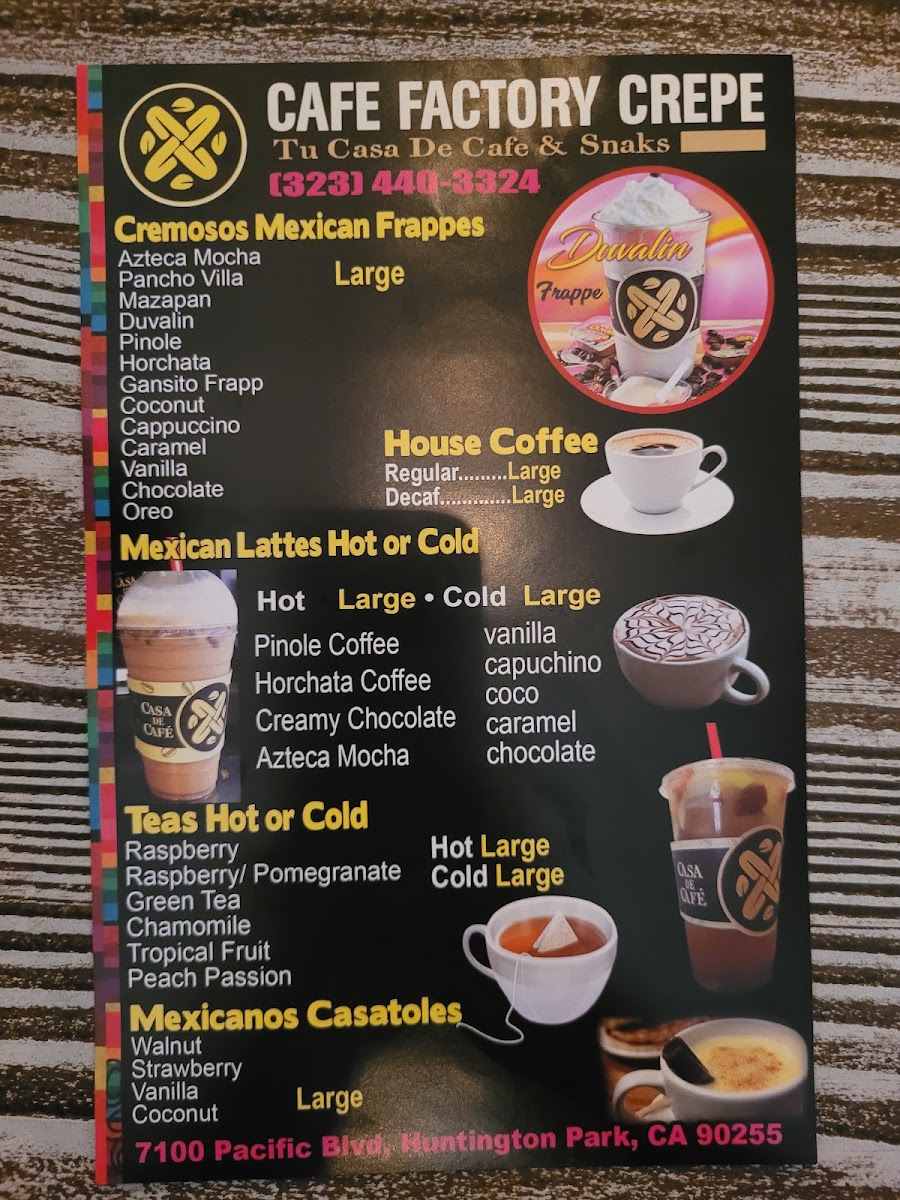 CAFE FACTORY CREPE
Tu Casa De Cafe & Snaks
(323) 440-3324
Cremosos Mexican Frappes
Azteca Mocha
Pancho Villa
Large
Mazapan
Duvalin
Pinole
Horchata
Gansito Frapp
Coconut
Cappuccino
Caramel
Vanilla
Chocolate
Oreo
Duvalin
Frappe
House Coffee
Regular.........Large
Decaf.............Large
Mexican Lattes Hot or Cold
Hot Large • Cold Large
Pinole Coffee
Horchata Coffee
Creamy Chocolate
Azteca Mocha
vanilla
capuchino
coco
caramel
chocolate
CASA
DE
CAFÉ
Teas Hot or Cold
Raspberry
Raspberry/ Pomegranate
Green Tea
Chamomile
Tropical Fruit
Peach Passion
Hot Large
Cold Large
CASA
DE
CAFÉ
Mexicanos Casatoles
Walnut
Strawberry
Vanilla
Coconut
Large
7100 Pacific Blvd, Huntington Park, CA 90255